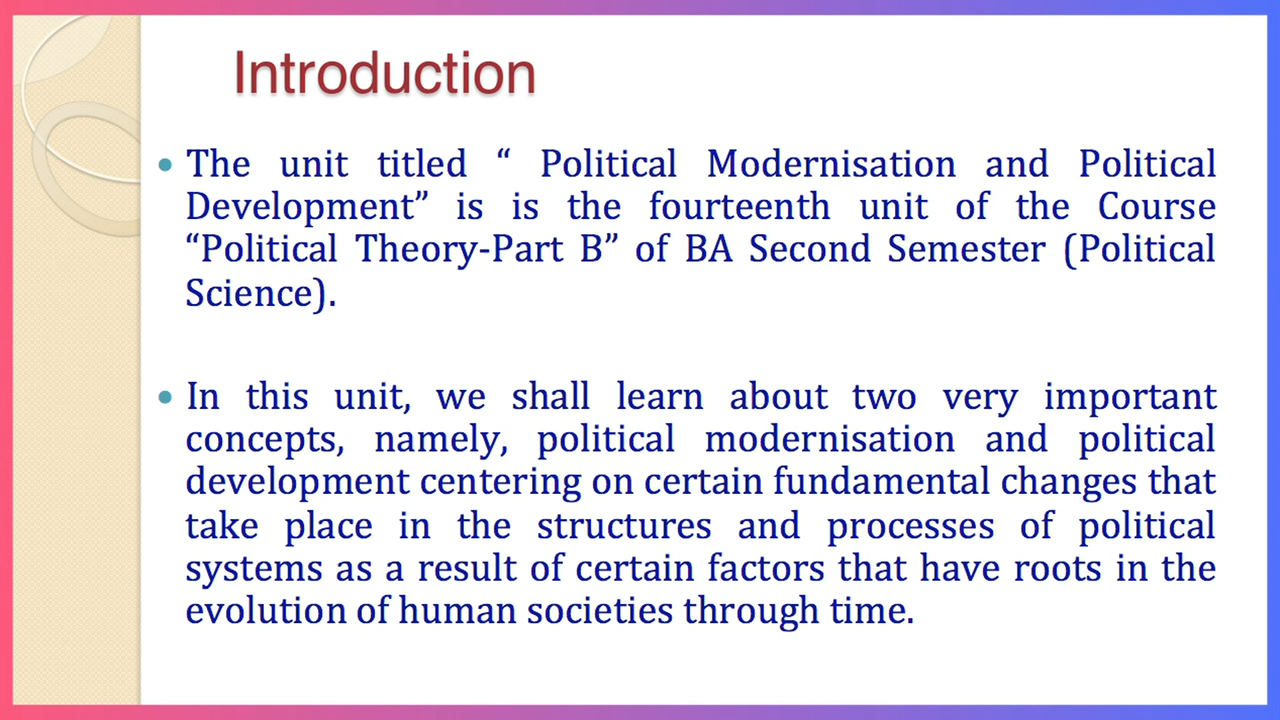 Introduction
• The unit titled “ Political Modernisation and Political
Development” is is the fourteenth unit of the Course
“Political Theory-Part B” of BA Second Semester (Political
Science).
• In this unit, we shall learn about two very important
concepts, namely, political modernisation and political
development centering on certain fundamental changes that
take place in the structures and processes of political
systems as a result of certain factors that have roots in the
evolution of human societies through time.